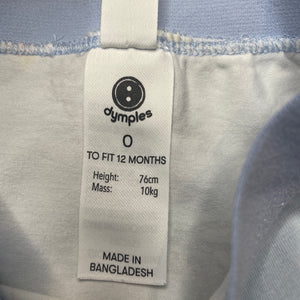 dymples
0
TO FIT 12 MONTHS
Height: 76cm
Mass: 10kg
MADE IN
BANGLADESH